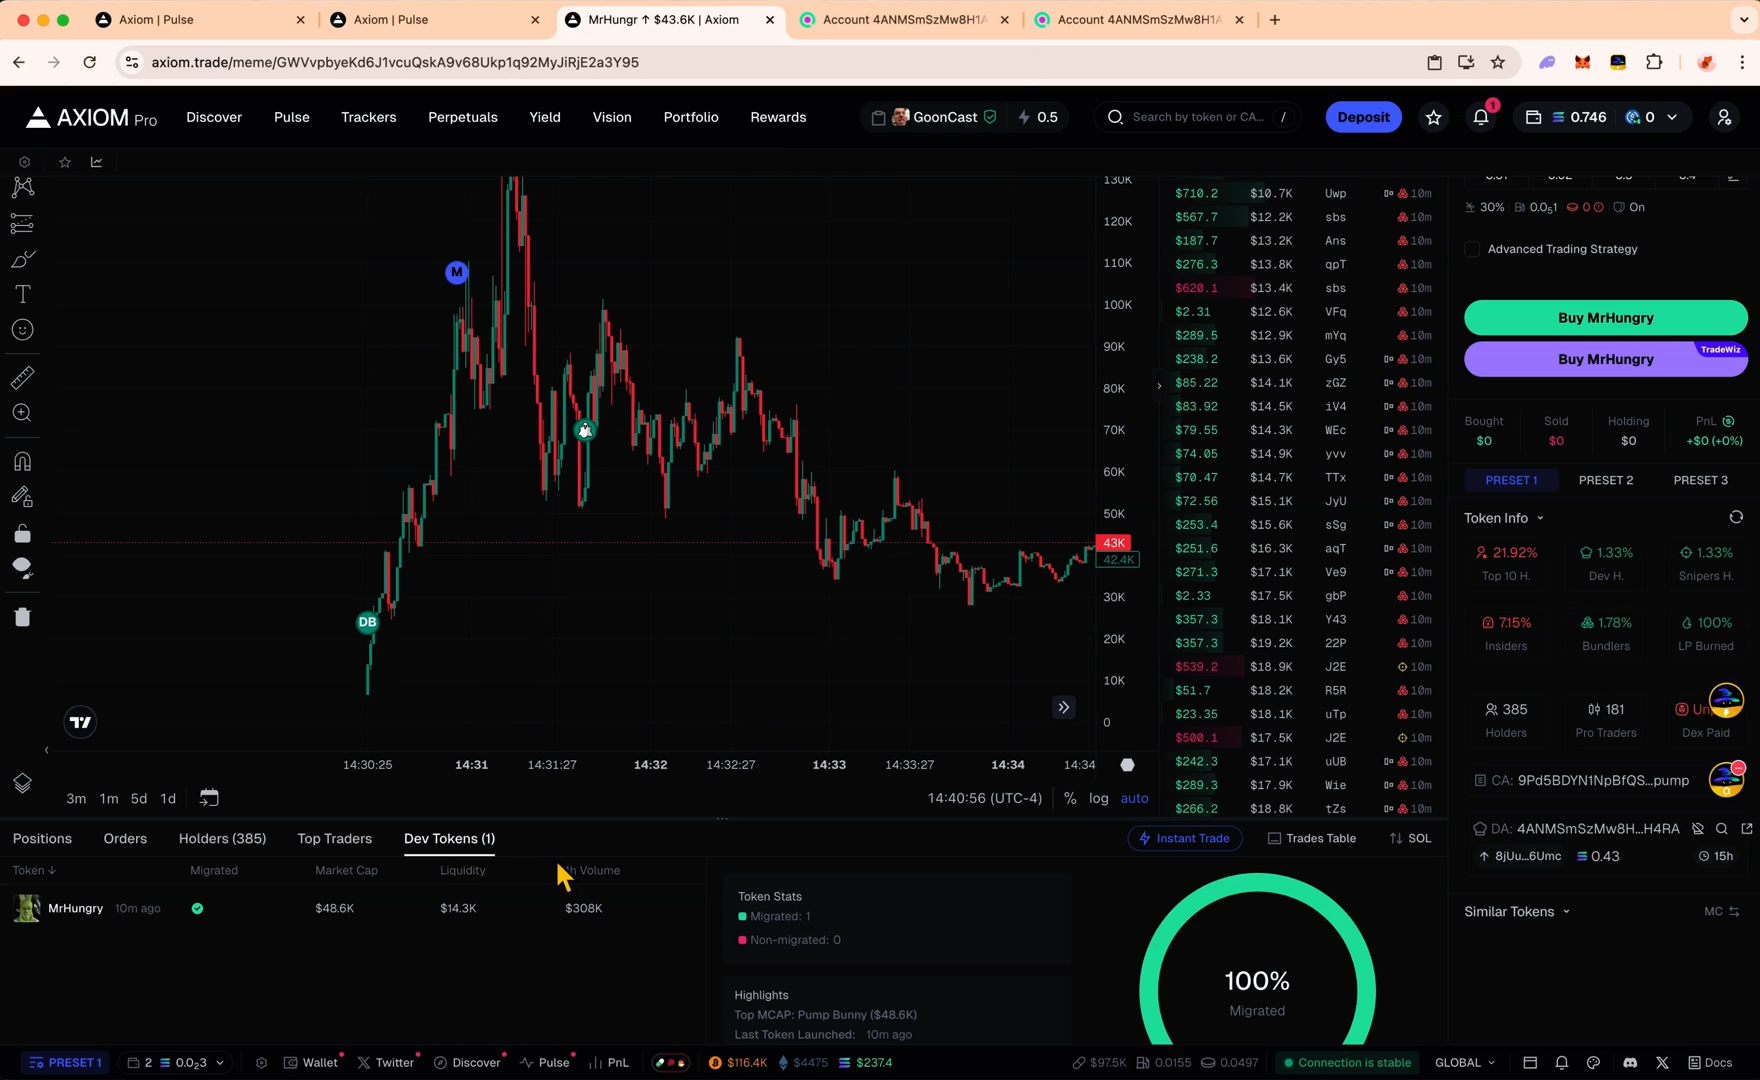 Axiom | Pulse
Axiom | Pulse
MrHungr ↑ $43.6K | Axiom
Account 4ANMSmSzMw8H1A
Account 4ANMSmSzMw8H1A
axiom.trade/meme/GWVvpbyeKd6J1vcuQskA9v68Ukp1q92MyJiRjE2a3Y95
AXIOM Pro
Discover
Pulse
Trackers
Perpetuals
Yield
Vision
Portfolio
Rewards
GoonCast
0.5
Search by token or CA...
/
Deposit
1
0.746
0
130K
120K
110K
100K
90K
80K
70K
60K
50K
43K
42.4K
30K
20K
10K
0
M
DB
14:30:25
14:31
14:31:27
14:32
14:32:27
14:33
14:33:27
14:34
14:34
3m 1m 5d 1d
14:40:56 (UTC-4)
% log auto
$710.2 $10.7K Uwp 10m
$567.7 $12.2K sbs 10m
$187.7 $13.2K Ans 10m
$276.3 $13.8K qpT 10m
$620.1 $13.4K sbs 10m
$2.31 $12.6K VFq 10m
$289.5 $12.9K mYq 10m
$238.2 $13.6K Gy5 10m
$85.22 $14.1K zGZ 10m
$83.92 $14.5K iV4 10m
$79.55 $14.3K WEc 10m
$74.05 $14.9K yvv 10m
$70.47 $14.7K TTx 10m
$72.56 $15.1K JyU 10m
$253.4 $15.6K sSg 10m
$251.6 $16.3K aqT 10m
$271.3 $17.1K Ve9 10m
$2.33 $17.5K gbP 10m
$357.3 $18.1K Y43 10m
$357.3 $19.2K 22P 10m
$539.2 $18.9K J2E 10m
$51.7 $18.2K R5R 10m
$23.35 $18.1K uTp 10m
$500.1 $17.5K J2E 10m
$242.3 $17.1K uUB 10m
$289.3 $17.9K Wie 10m
$266.2 $18.8K tZs 10m
30% 0.0₅1 0 On
Advanced Trading Strategy
Buy MrHungry
Buy MrHungry
TradeWiz
Bought Sold Holding PnL
$0 $0 $0 +$0 (+0%)
PRESET 1 PRESET 2 PRESET 3
Token Info
21.92% 1.33% 1.33%
Top 10 H. Dev H. Snipers H.
7.15% 1.78% 100%
Insiders Bundlers LP Burned
385 181
Holders Pro Traders Dex Paid
CA: 9Pd5BDYN1NpBfQS...pump
DA: 4ANMSmSzMw8H...H4RA
8jUu...6Umc 0.43 15h
Similar Tokens MC
Positions
Orders
Holders (385)
Top Traders
Dev Tokens (1)
Instant Trade
Trades Table
SOL
Token Migrated Market Cap Liquidity Volume
MrHungry 10m ago $48.6K $14.3K $308K
Token Stats
Migrated: 1
Non-migrated: 0
Highlights
Top MCAP: Pump Bunny ($48.6K)
Last Token Launched: 10m ago
100%
Migrated
PRESET 1
2 0.0₂3
Wallet
Twitter
Discover
Pulse
PnL
$116.4K
$4475
$237.4
$97.5K
0.0155
0.0497
Connection is stable
GLOBAL
Docs